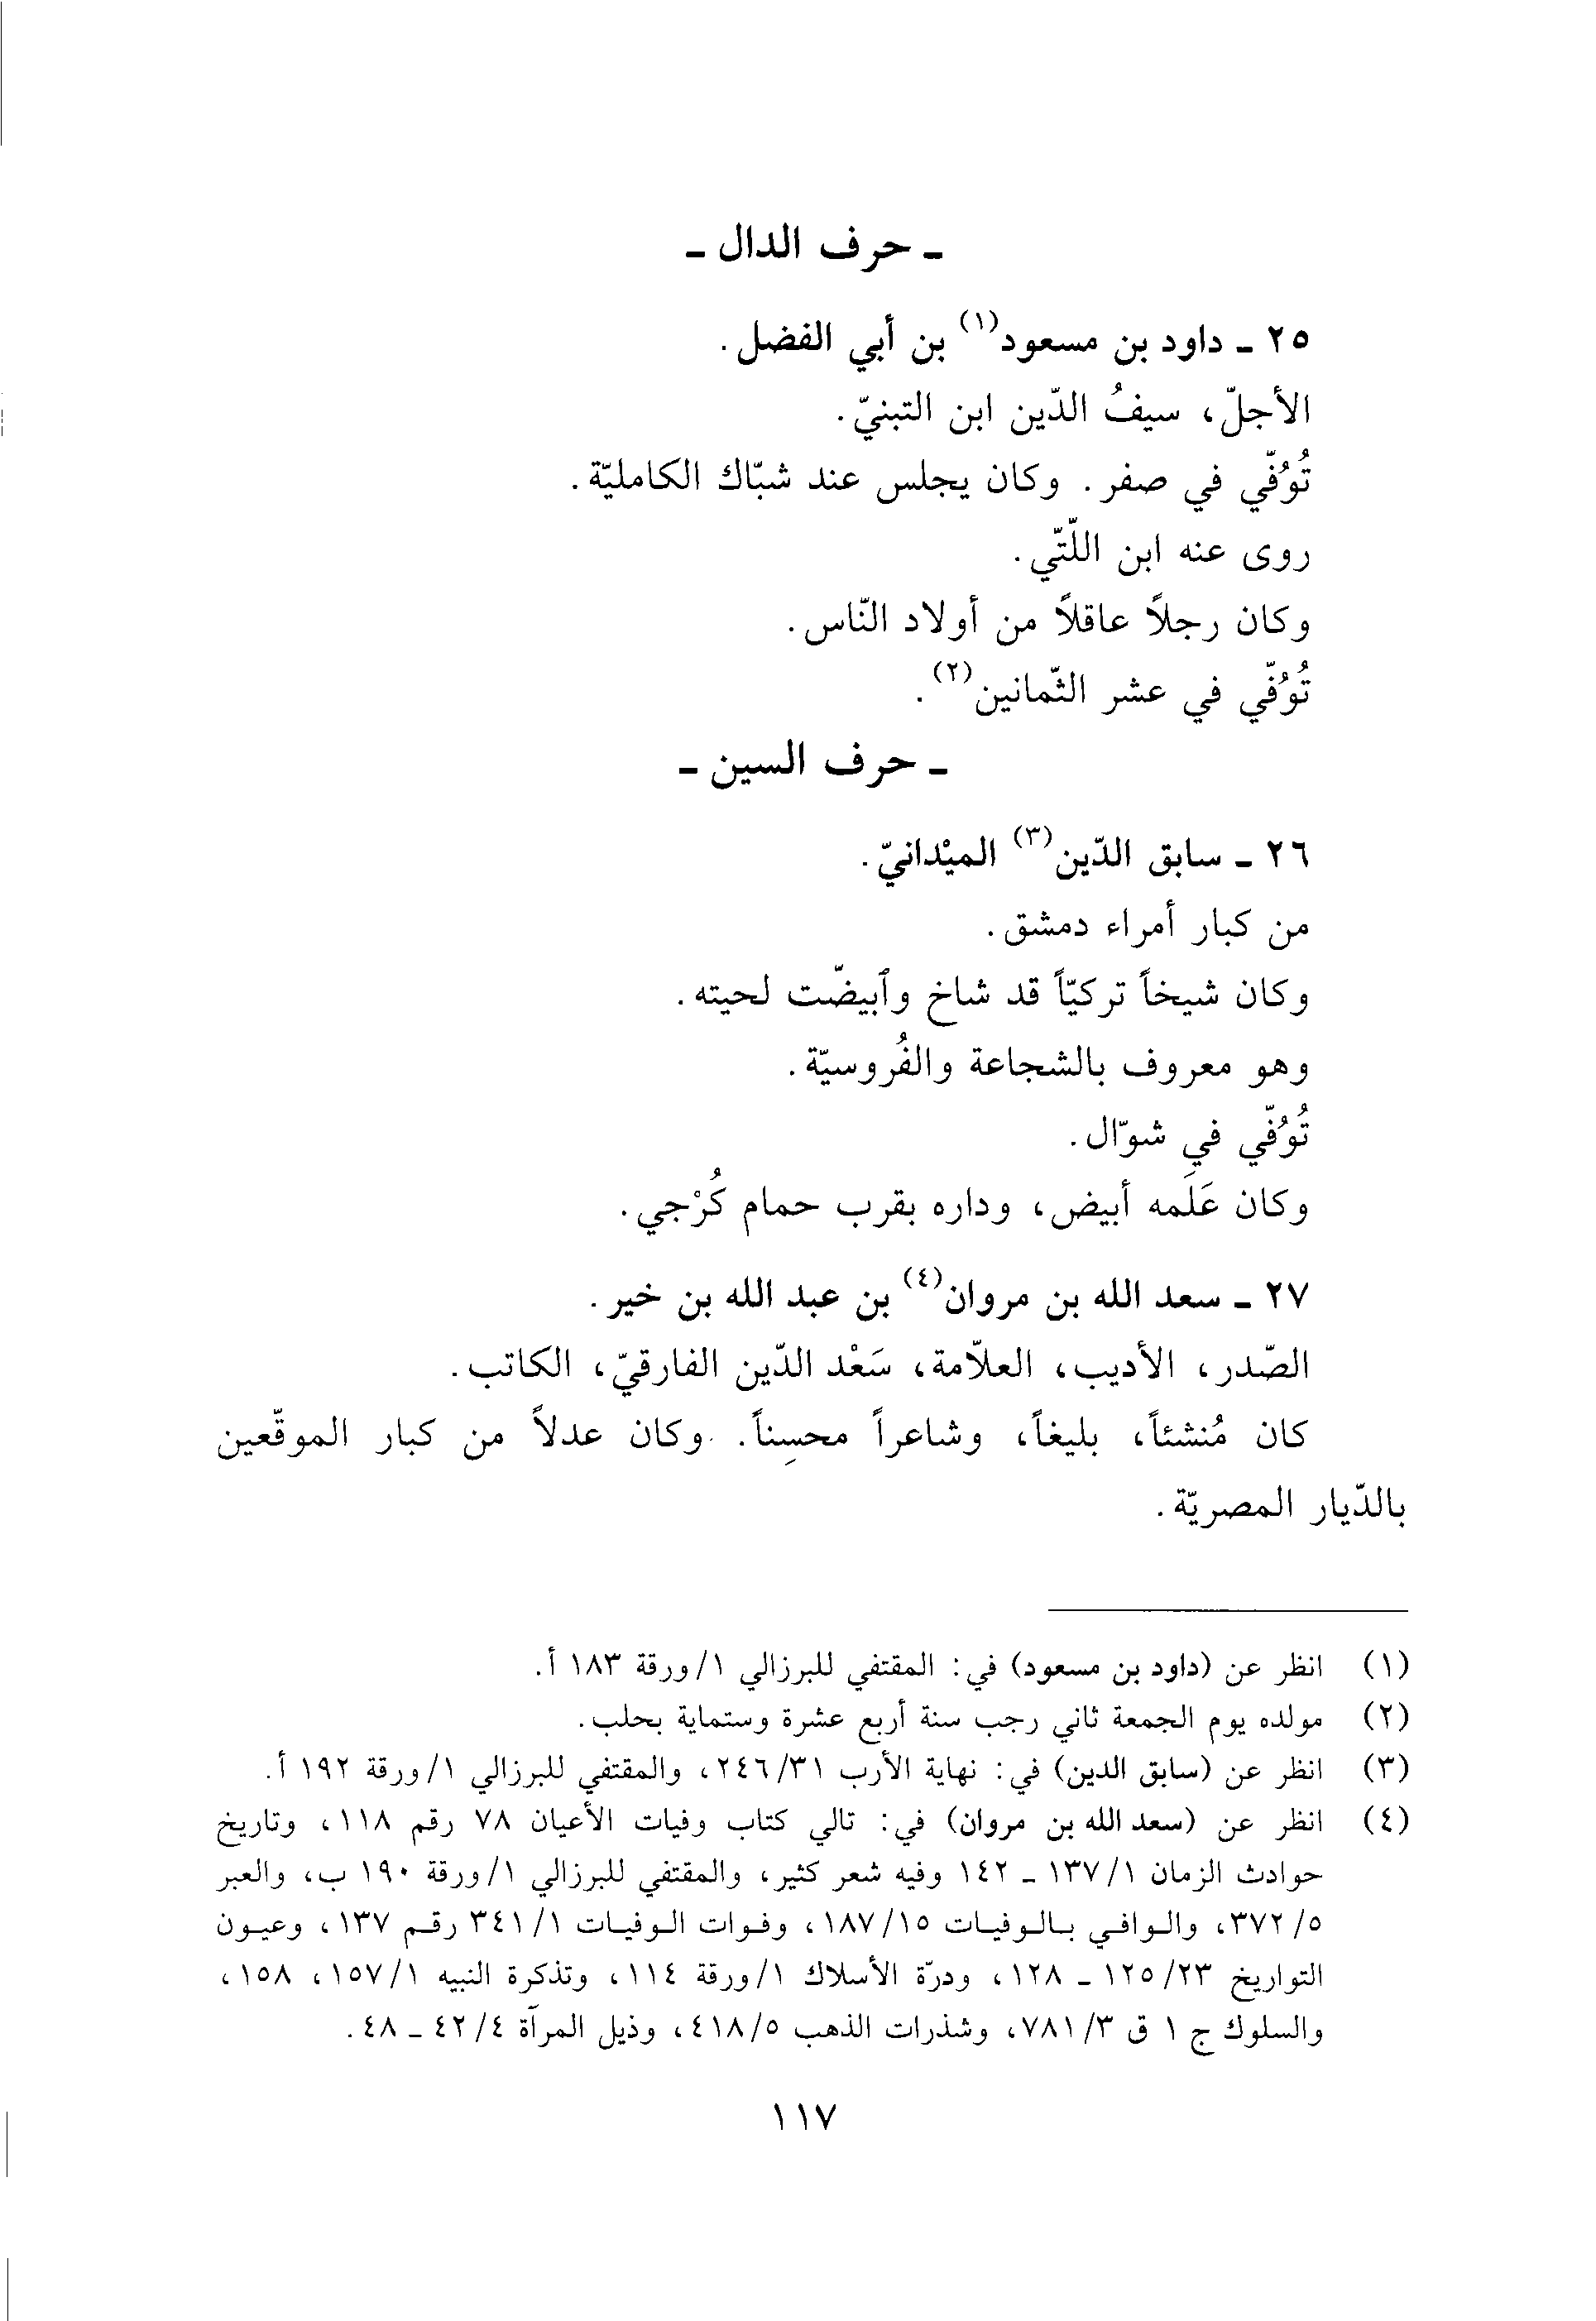 ـ حرف الدال ـ
٢٥ ـ داود بن مسعود(١) بن أبي الفضل.
الأجلّ، سيفُ الدّين ابن التبنيّ.
تُوُفّي في صفر. وكان يجلس عند شبّاك الكامليّة.
روى عنه ابن اللّتّي.
وكان رجلاً عاقلاً من أولاد النّاس.
تُوُفّي في عشر الثّمانين(٢).
ـ حرف السين ـ
٢٦ ـ سابق الدّين(٣) الميْدانيّ.
من كبار أمراء دمشق.
وكان شيخاً تركيّاً قد شاخ وٱبيضّت لحيته.
وهو معروف بالشجاعة والفُروسيّة.
تُوُفّي في شوّال.
وكان عَلَمه أبيض، وداره بقرب حمام كُرْجي.
٢٧ ـ سعد الله بن مروان(٤) بن عبد الله بن خير.
الصّدر، الأديب، العلاّمة، سَعْد الدّين الفارقيّ، الكاتب.
كان مُنشئاً، بليغاً، وشاعراً محسِناً. وكان عدلاً من كبار الموقّعين
بالدّيار المصريّة.
(١) انظر عن (داود بن مسعود) في: المقتفي للبرزالي ١/ورقة ١٨٣ أ.
(٢) مولده يوم الجمعة ثاني رجب سنة أربع عشرة وستماية بحلب.
(٣) انظر عن (سابق الدين) في: نهاية الأرب ٢٤٦/٣١، والمقتفي للبرزالي ١/ورقة ١٩٢ أ.
(٤) انظر عن (سعد الله بن مروان) في: تالي كتاب وفيات الأعيان ٧٨ رقم ١١٨، وتاريخ
حوادث الزمان ١٣٧/١ ـ ١٤٢ وفيه شعر كثير، والمقتفي للبرزالي ١/ورقة ١٩٠ ب، والعبر
٣٧٢/٥، والوافي بالوفيات ١٨٧/١٥، وفوات الوفيات ٣٤١/١ رقم ١٣٧، وعيون
التواريخ ١٢٥/٢٣ ـ ١٢٨، ودرّة الأسلاك ١/ورقة ١١٤، وتذكرة النبيه ١٥٧/١، ١٥٨،
والسلوك ج ١ ق ٧٨١/٣، وشذرات الذهب ٤١٨/٥، وذيل المرآة ٤٢/٤ ـ ٤٨.
١١٧